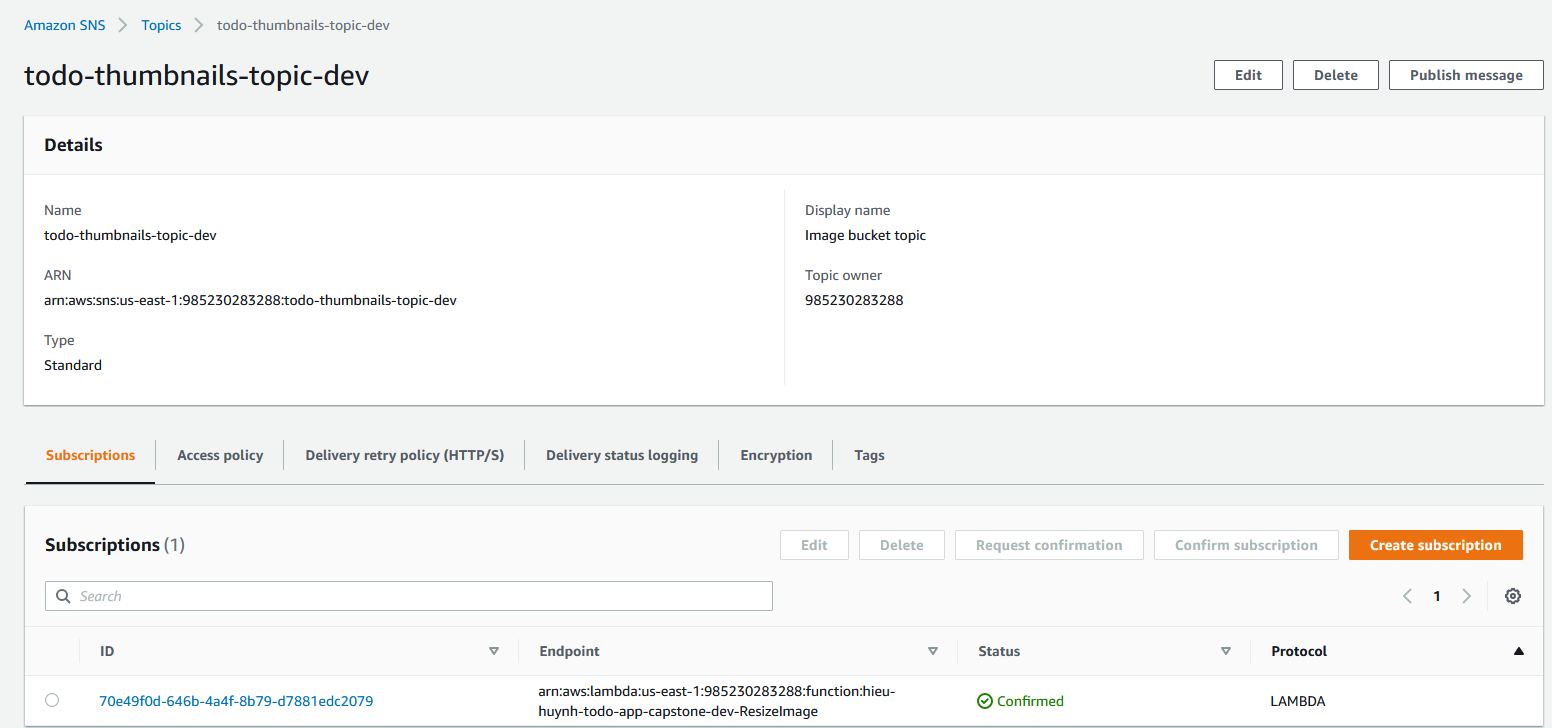 Amazon SNS > Topics > todo-thumbnails-topic-dev
todo-thumbnails-topic-dev
Edit Delete Publish message
Details
Name
todo-thumbnails-topic-dev
ARN
arn:aws:sns:us-east-1:985230283288:todo-thumbnails-topic-dev
Type
Standard
Display name
Image bucket topic
Topic owner
985230283288
Subscriptions Access policy Delivery retry policy (HTTP/S) Delivery status logging Encryption Tags
Subscriptions (1)
Edit Delete Request confirmation Confirm subscription Create subscription
Search
1
ID Endpoint Status Protocol
70e49f0d-646b-4a4f-8b79-d7881edc2079
arn:aws:lambda:us-east-1:985230283288:function:hieu-
huynh-todo-app-capstone-dev-ResizeImage
Confirmed
LAMBDA